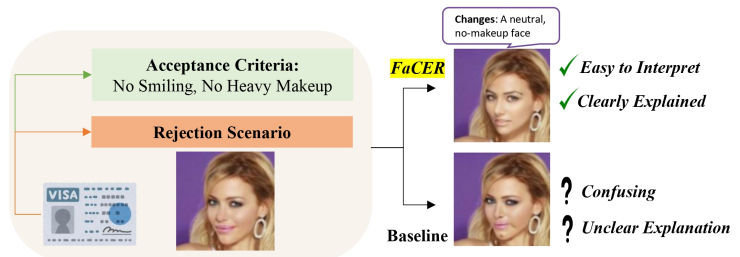 Acceptance Criteria:
No Smiling, No Heavy Makeup
Rejection Scenario
VISA
Changes: A neutral,
no-makeup face
FaCER
Easy to Interpret
Clearly Explained
Baseline
? Confusing
? Unclear Explanation